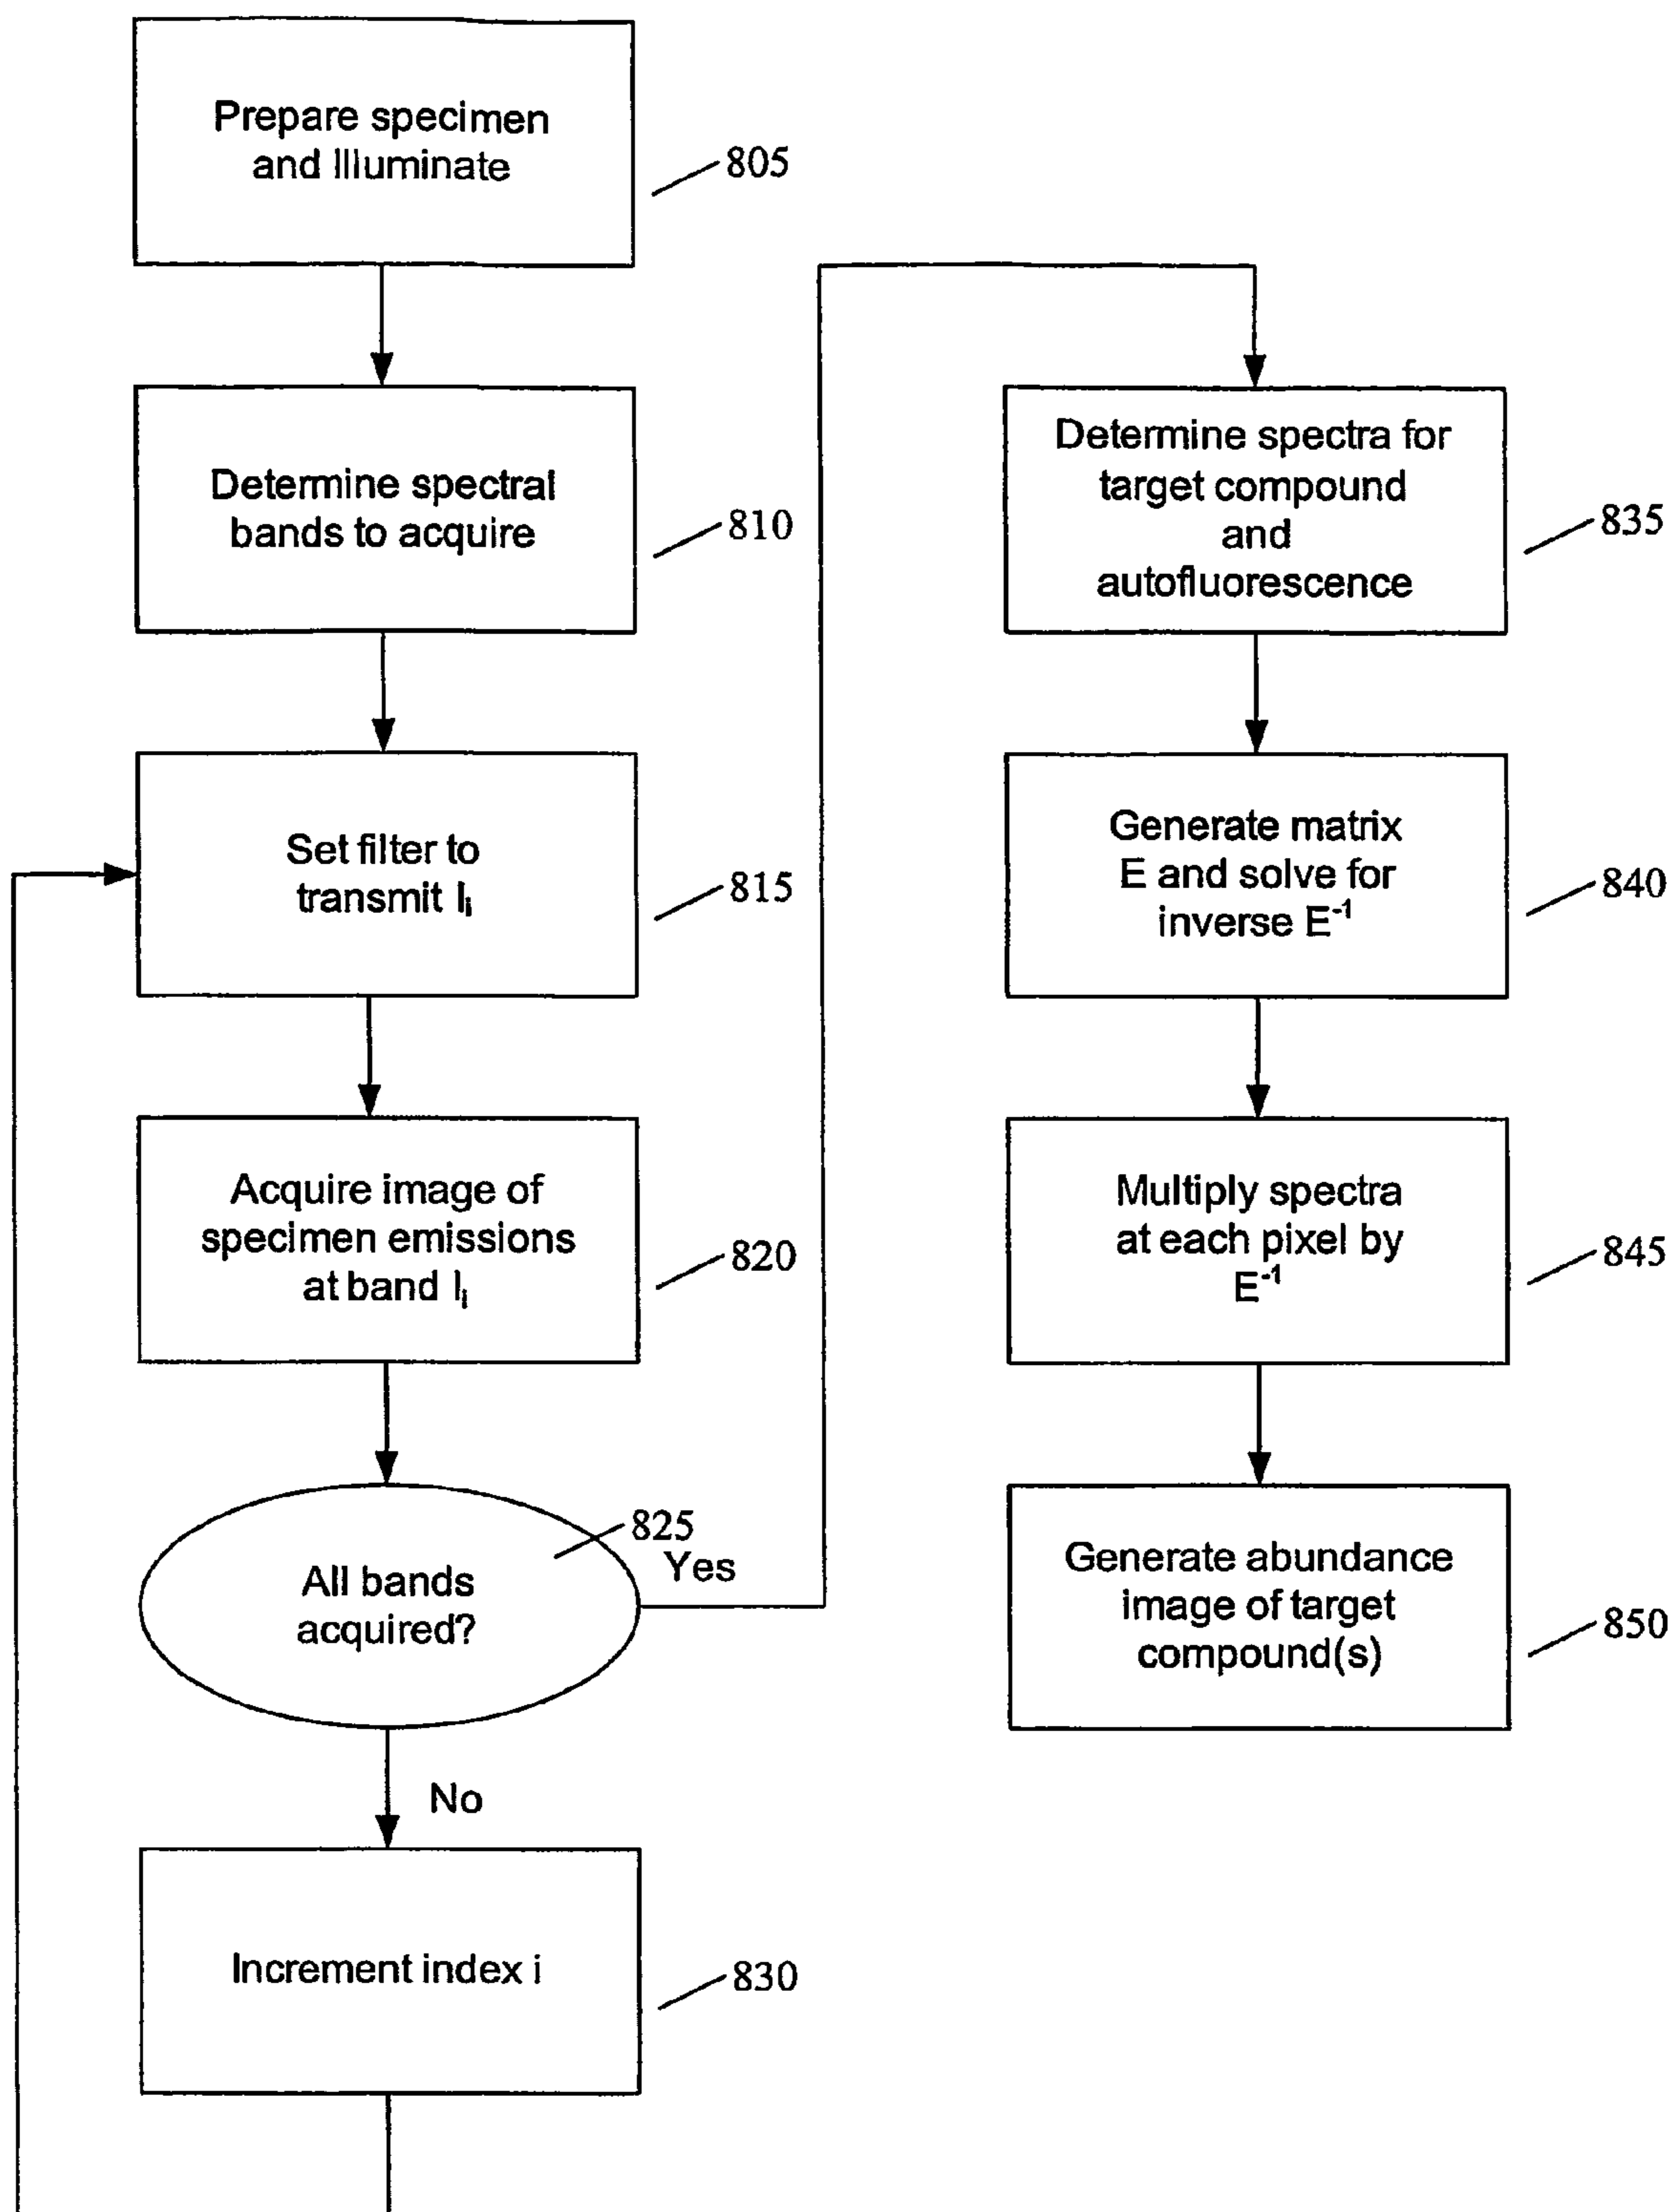 Prepare specimen
and Illuminate
805
Determine spectral
bands to acquire
810
Set filter to
transmit lᵢ
815
Acquire image of
specimen emissions
at band lᵢ
820
All bands
acquired?
825
Yes
No
Increment index i
830
Determine spectra for
target compound
and
autofluorescence
835
Generate matrix
E and solve for
inverse E⁻¹
840
Multiply spectra
at each pixel by
E⁻¹
845
Generate abundance
image of target
compound(s)
850